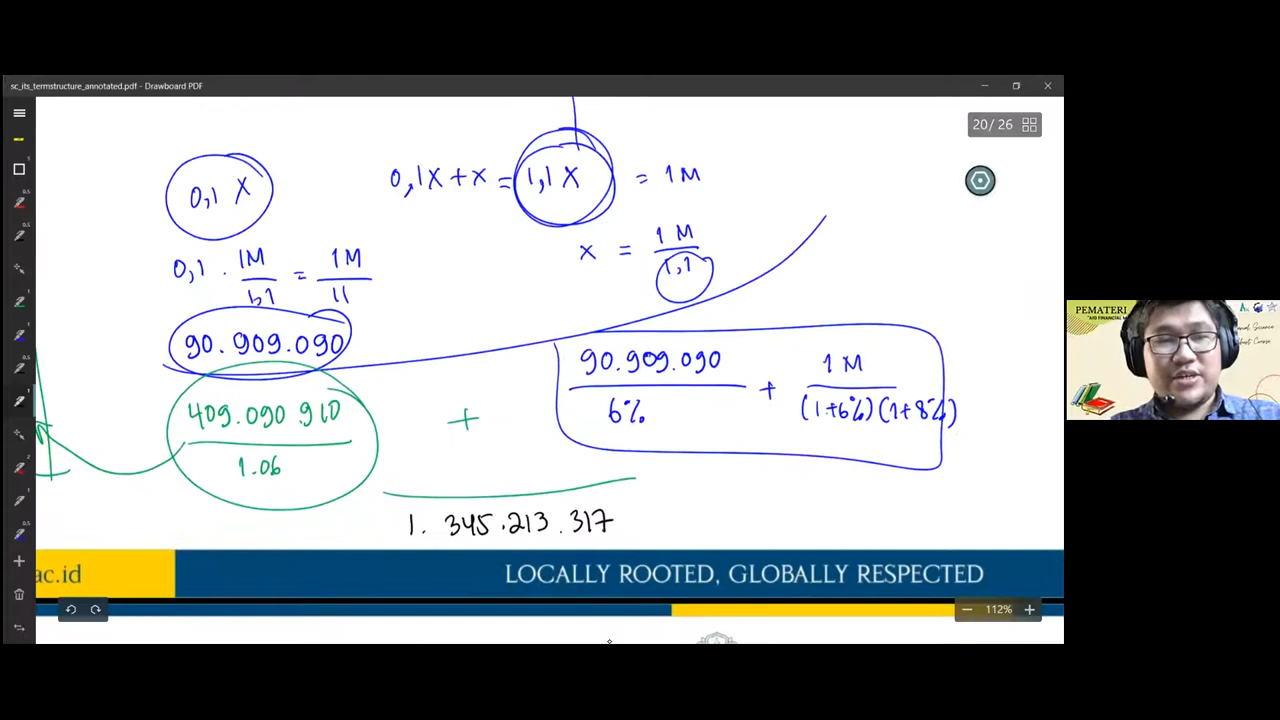 sc_its_termstructure_annotated.pdf - Drawboard PDF
20 / 26
0,1 X
0,1X + X = 1,1X = 1M
X = 1M / 1,1
0,1 . 1M / 1,1 = 1M / 11
90.909.090
409.090.910 / 1.06 + 90.909.090 / 6% + 1M / (1+6%)(1+8%)
1. 345.213.317
ac.id
LOCALLY ROOTED, GLOBALLY RESPECTED
112%
PEMATERI